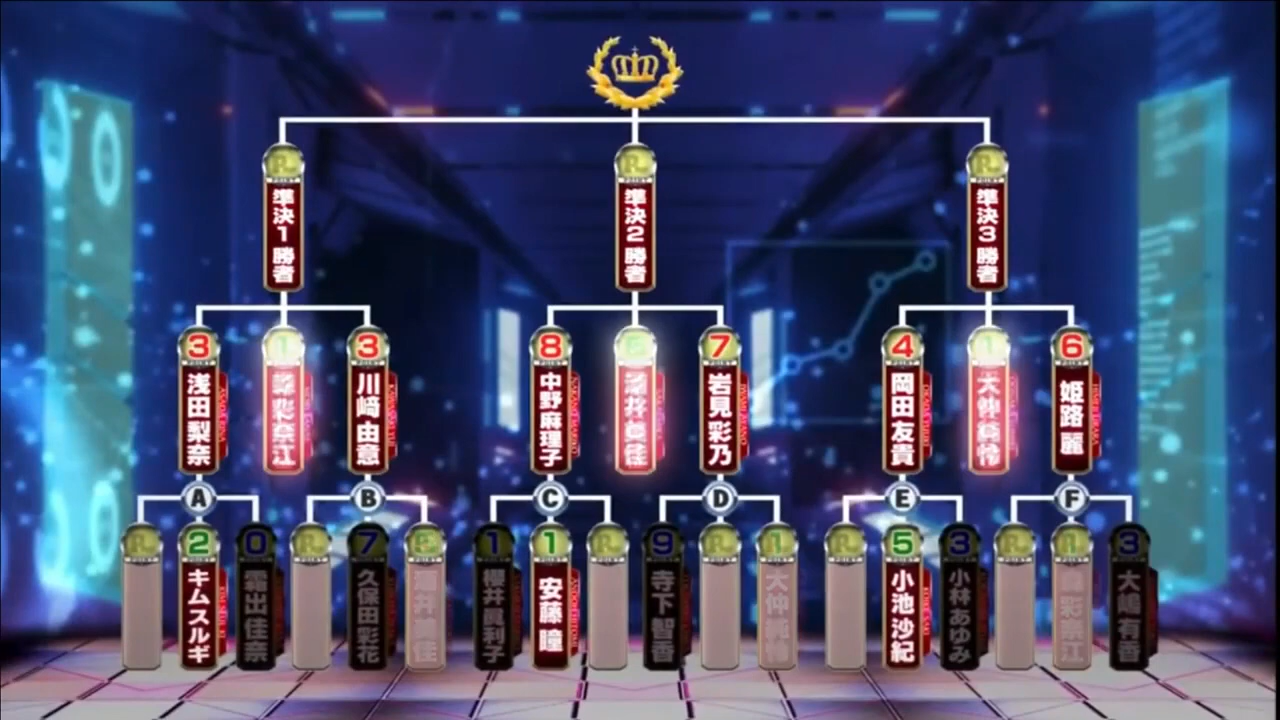 準決1 勝者
準決2 勝者
準決3 勝者
3
浅田 梨奈
1
3
川﨑 由意
8
中野 麻理子
7
岩見 彩乃
4
岡田 友貴
1
6
姫路 麗
A
B
C
D
E
F
2
キム スルギ
0
霜出 佳奈
7
久保田 彩花
1
櫻井 眞利子
1
安藤 瞳
9
寺下 智香
1
大仲 純怜
5
小池 沙紀
3
小林 あゆみ
3
大嶋 有香